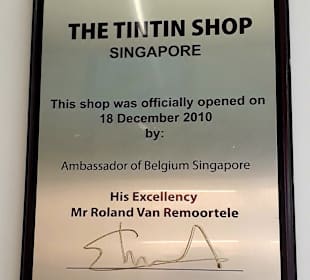 THE TINTIN SHOP
SINGAPORE
This shop was officially opened on
18 December 2010
by:
Ambassador of Belgium Singapore
His Excellency
Mr Roland Van Remoortele